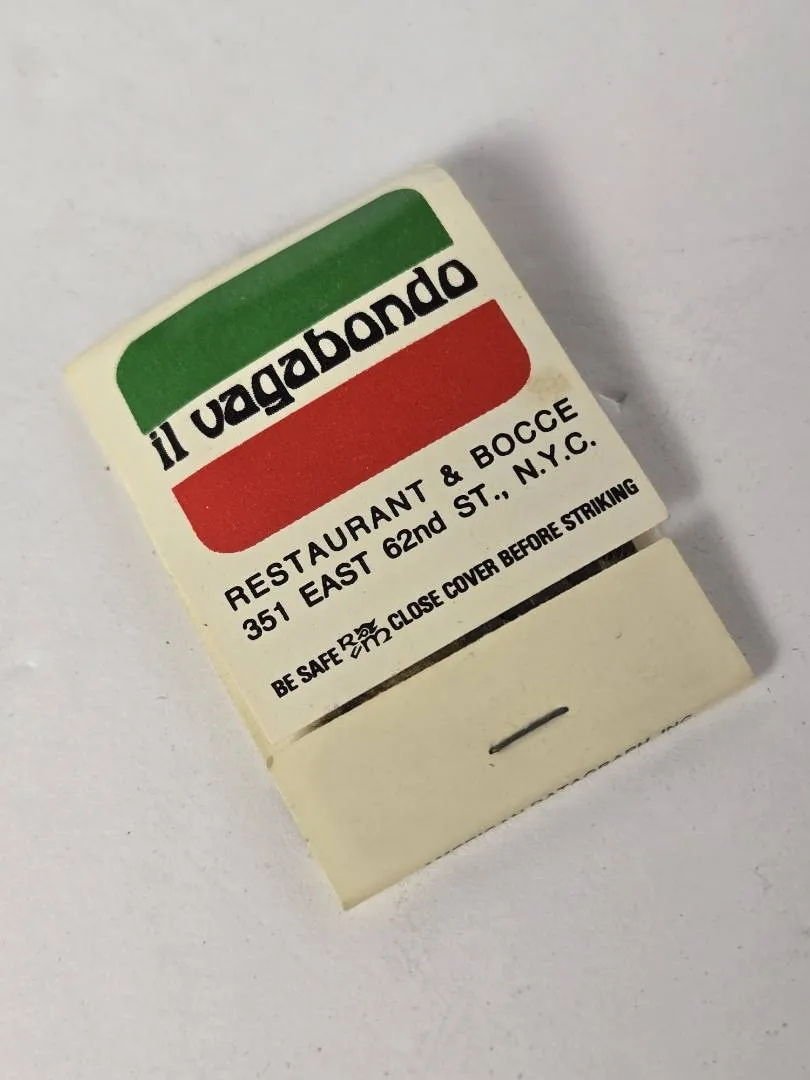 il vagabondo
RESTAURANT & BOCCE
351 EAST 62nd ST., N.Y.C.
BE SAFE CLOSE COVER BEFORE STRIKING